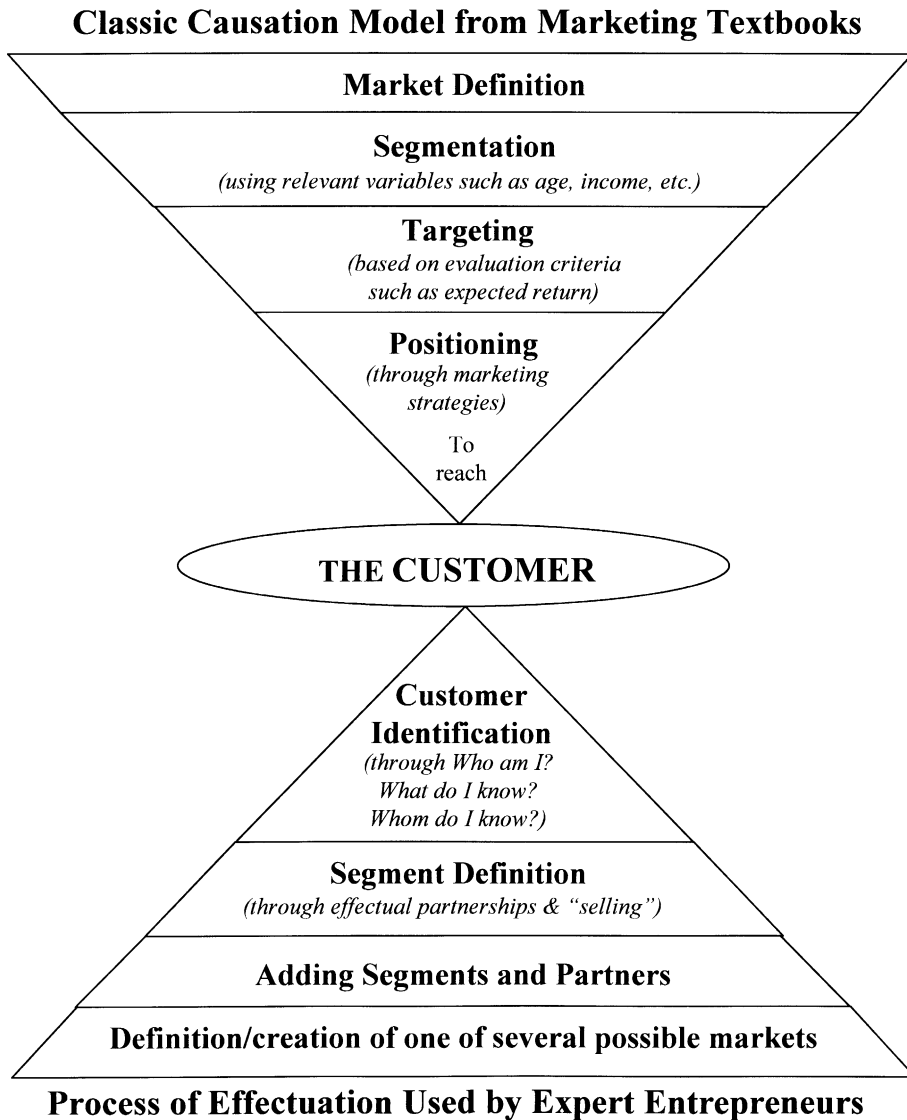 Classic Causation Model from Marketing Textbooks
Market Definition
Segmentation
(using relevant variables such as age, income, etc.)
Targeting
(based on evaluation criteria
such as expected return)
Positioning
(through marketing
strategies)
To
reach
THE CUSTOMER
Customer
Identification
(through Who am I?
What do I know?
Whom do I know?)
Segment Definition
(through effectual partnerships & “selling”)
Adding Segments and Partners
Definition/creation of one of several possible markets
Process of Effectuation Used by Expert Entrepreneurs